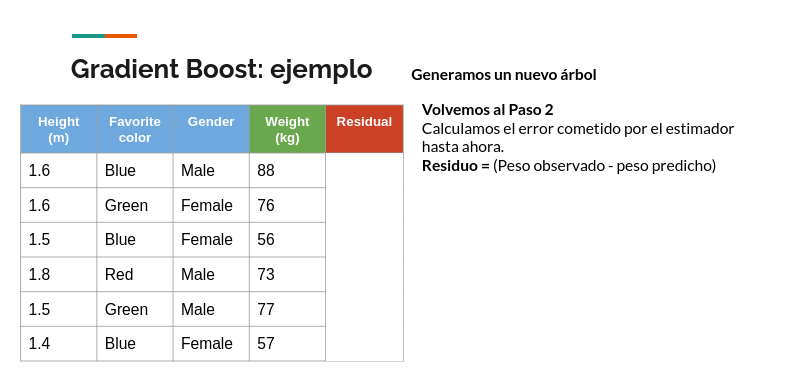 Gradient Boost: ejemplo
Generamos un nuevo árbol
Volvemos al Paso 2
Calculamos el error cometido por el estimador
hasta ahora.
Residuo = (Peso observado - peso predicho)
Height (m) Favorite color Gender Weight (kg) Residual
1.6 Blue Male 88
1.6 Green Female 76
1.5 Blue Female 56
1.8 Red Male 73
1.5 Green Male 77
1.4 Blue Female 57